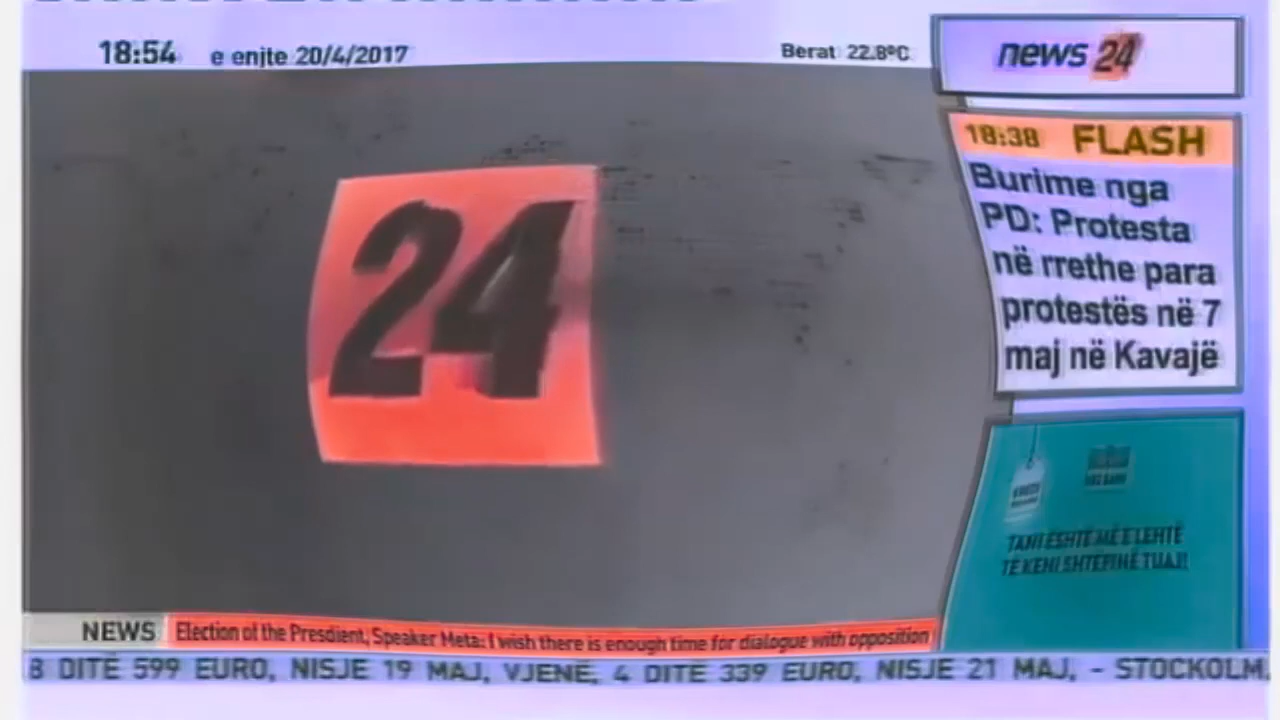 18:54 e enjte 20/4/2017 Berat 22.8ºC
news 24
18:38 FLASH
Burime nga
PD: Protesta
në rrethe para
protestës në 7
maj në Kavajë
24
TANI ËSHTË MË E LEHTË
TË KENI SHTËPINË TUAJ!
NEWS Election of the Presdient, Speaker Meta: I wish there is enough time for dialogue with opposition
8 DITË 599 EURO, NISJE 19 MAJ, VJENË, 4 DITË 339 EURO, NISJE 21 MAJ, - STOCKOLM,